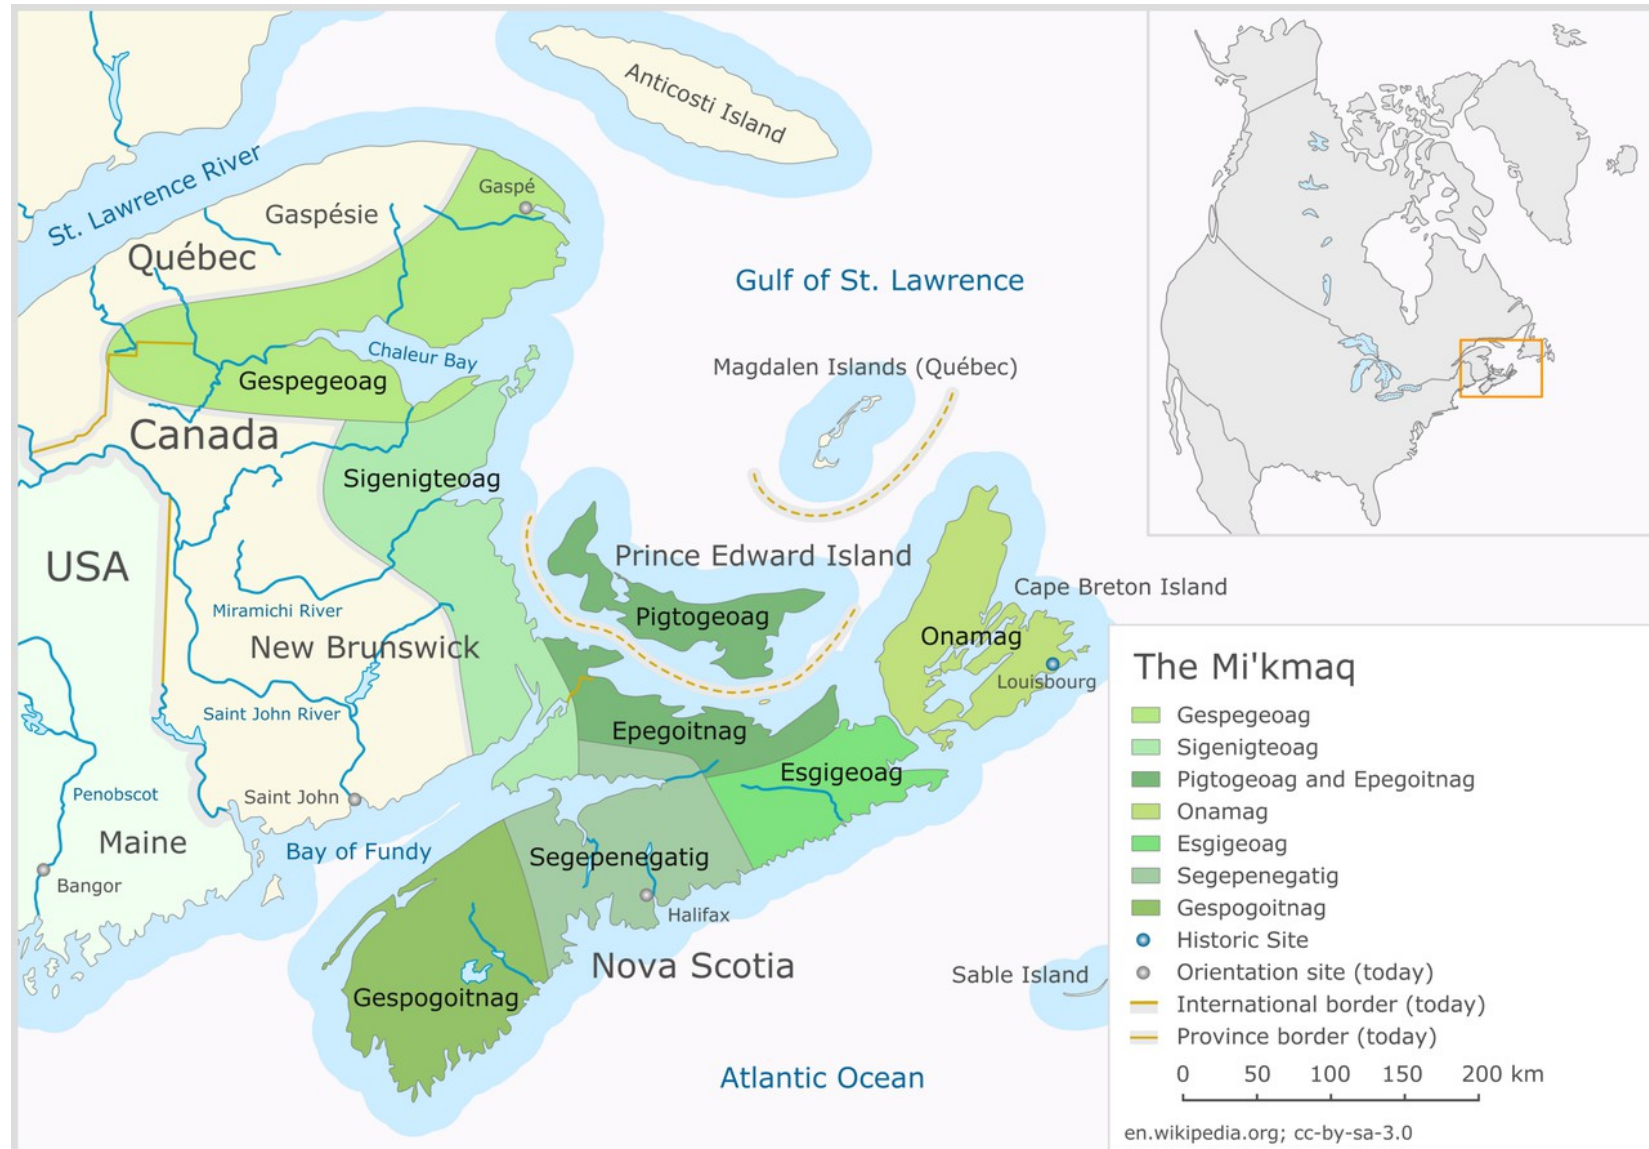 Anticosti Island
St. Lawrence River
Gaspé
Gaspésie
Québec
Gulf of St. Lawrence
Chaleur Bay
Magdalen Islands (Québec)
Gespegeoag
Canada
Sigenigteoag
USA
Prince Edward Island
Cape Breton Island
Miramichi River
Pigtogeoag
Onamag
New Brunswick
Louisbourg
Saint John River
Epegoitnag
Esgigeoag
Penobscot
Saint John
Maine
Bay of Fundy
Segepenegatig
Bangor
Halifax
Nova Scotia
Sable Island
Gespogoitnag
Atlantic Ocean
The Mi'kmaq
Gespegeoag
Sigenigteoag
Pigtogeoag and Epegoitnag
Onamag
Esgigeoag
Segepenegatig
Gespogoitnag
Historic Site
Orientation site (today)
International border (today)
Province border (today)
0 50 100 150 200 km
en.wikipedia.org; cc-by-sa-3.0